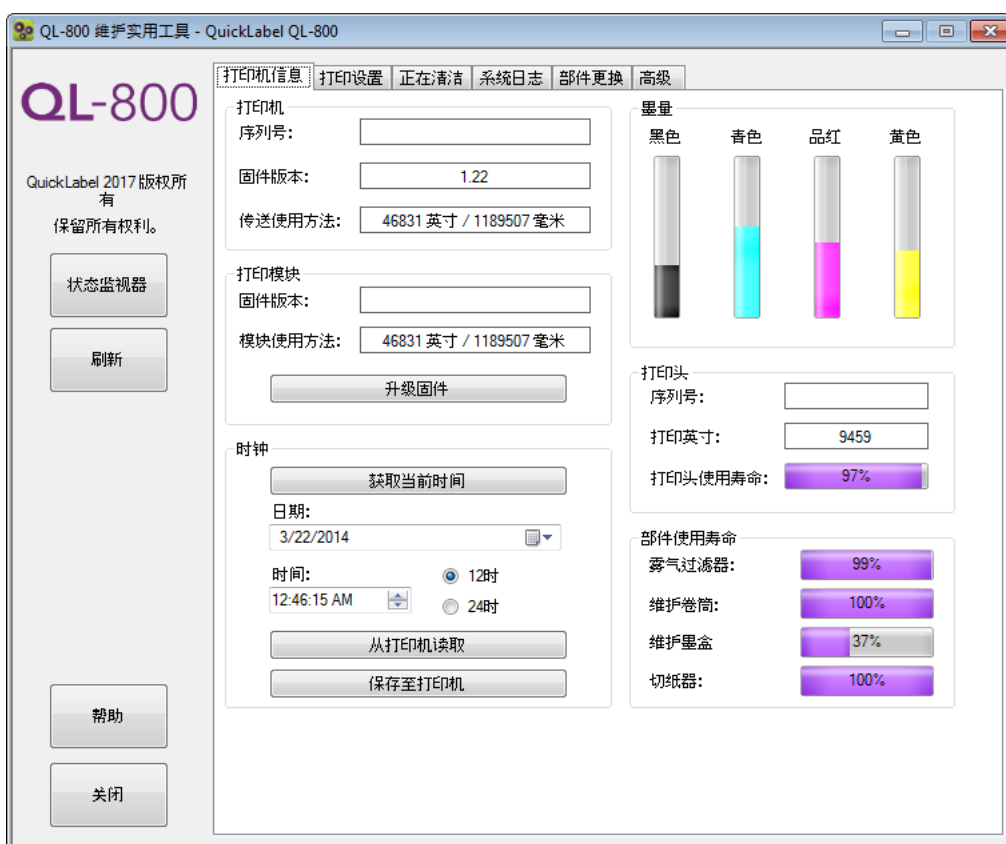 QL-800 维护实用工具 - QuickLabel QL-800
QL-800
QuickLabel 2017 版权所
有
保留所有权利。
状态监视器
刷新
帮助
关闭
打印机信息 打印设置 正在清洁 系统日志 部件更换 高级
打印机
序列号:
固件版本: 1.22
传送使用方法: 46831 英寸 / 1189507 毫米
打印模块
固件版本:
模块使用方法: 46831 英寸 / 1189507 毫米
升级固件
时钟
获取当前时间
日期:
3/22/2014
时间:
12:46:15 AM
12时
24时
从打印机读取
保存至打印机
墨量
黑色 青色 品红 黄色
打印头
序列号:
打印英寸: 9459
打印头使用寿命: 97%
部件使用寿命
雾气过滤器: 99%
维护卷筒: 100%
维护墨盒 37%
切纸器: 100%